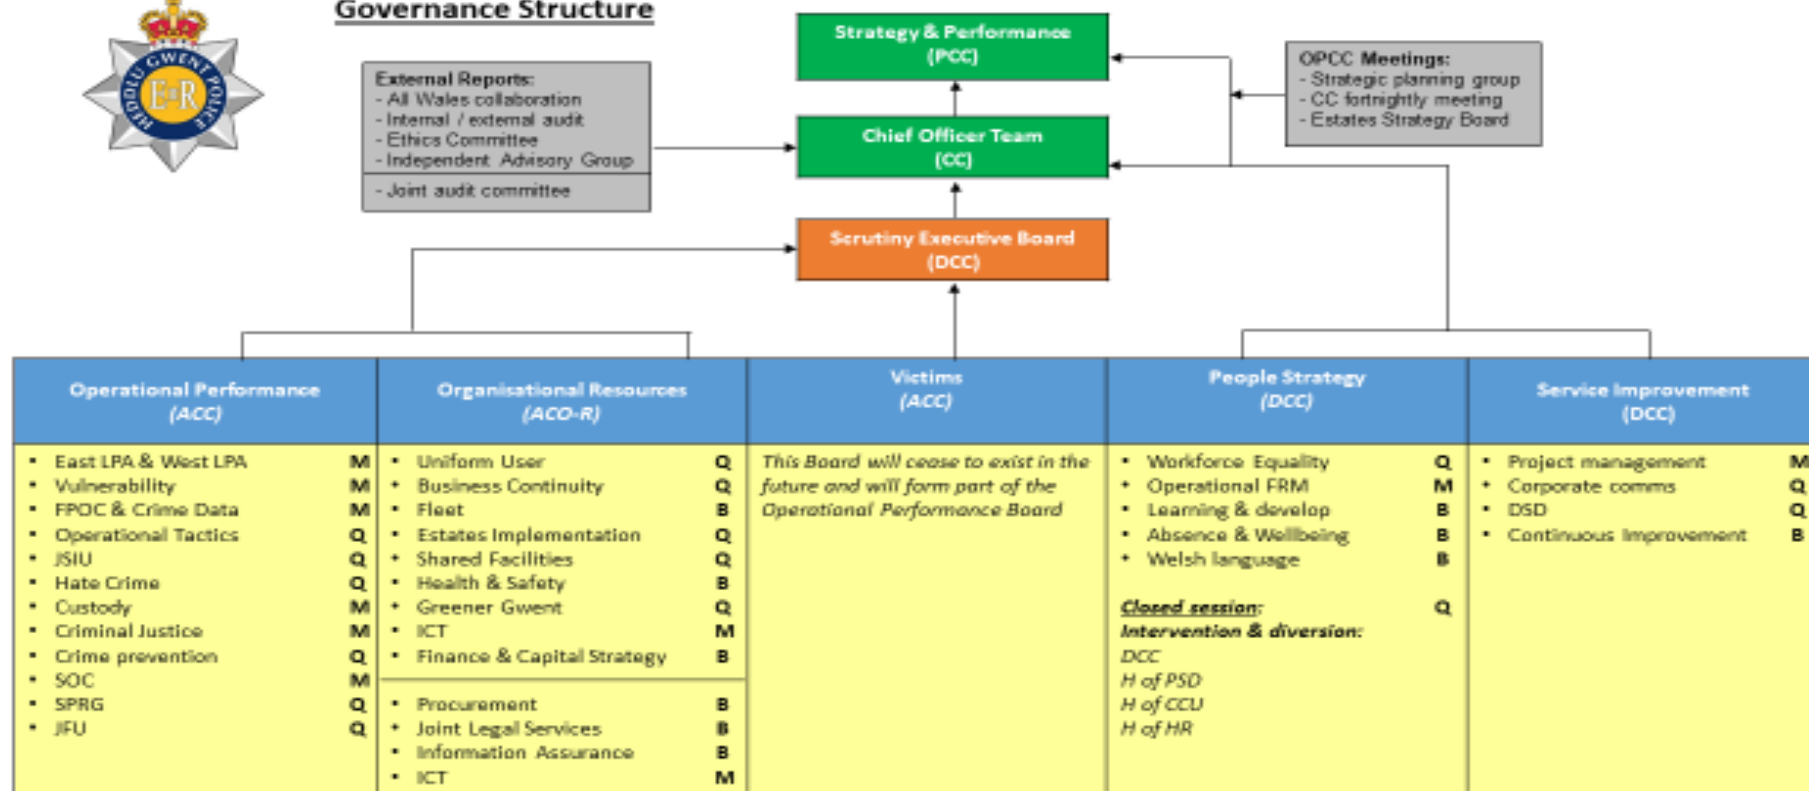 Governance Structure
HEDDLU GWENT POLICE
E R
External Reports:
- All Wales collaboration
- Internal / external audit
- Ethics Committee
- Independent Advisory Group
- Joint audit committee
Strategy & Performance
(PCC)
Chief Officer Team
(CC)
Scrutiny Executive Board
(DCC)
OPCC Meetings:
- Strategic planning group
- CC fortnightly meeting
- Estates Strategy Board
Operational Performance
(ACC)
• East LPA & West LPA M
• Vulnerability M
• FPOC & Crime Data M
• Operational Tactics Q
• JSIU Q
• Hate Crime Q
• Custody M
• Criminal Justice M
• Crime prevention Q
• SOC M
• SPRG Q
• JFU Q
Organisational Resources
(ACO-R)
• Uniform User Q
• Business Continuity Q
• Fleet B
• Estates Implementation Q
• Shared Facilities Q
• Health & Safety B
• Greener Gwent Q
• ICT M
• Finance & Capital Strategy B
• Procurement B
• Joint Legal Services B
• Information Assurance B
• ICT M
Victims
(ACC)
This Board will cease to exist in the
future and will form part of the
Operational Performance Board
People Strategy
(DCC)
• Workforce Equality Q
• Operational FRM M
• Learning & develop B
• Absence & Wellbeing B
• Welsh language B
Closed session: Q
Intervention & diversion:
DCC
H of PSD
H of CCU
H of HR
Service Improvement
(DCC)
• Project management M
• Corporate comms Q
• DSD Q
• Continuous Improvement B